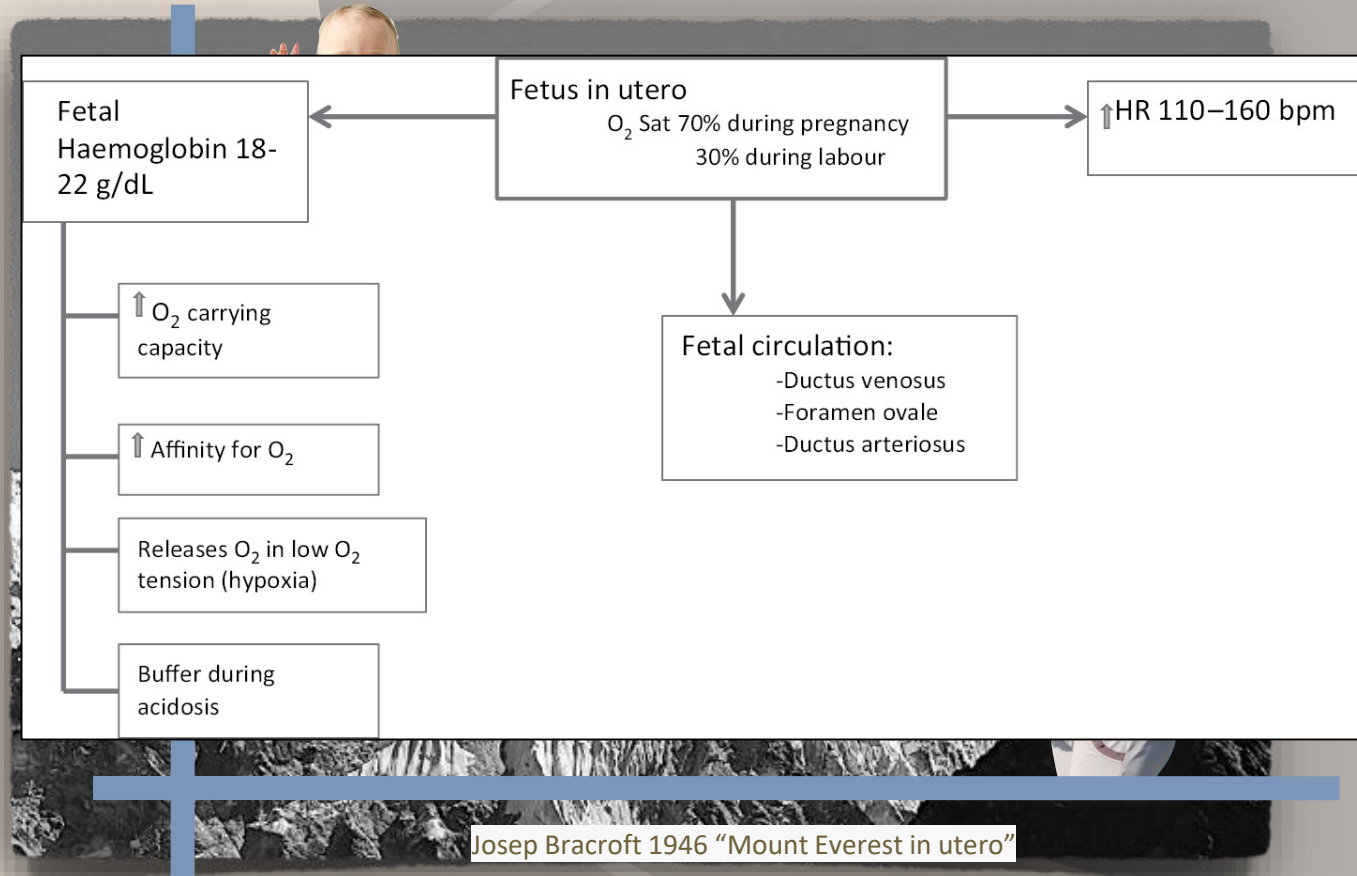 Fetus in utero
O₂ Sat 70% during pregnancy
30% during labour
Fetal
Haemoglobin 18-
22 g/dL
↑HR 110–160 bpm
↑ O₂ carrying
capacity
↑ Affinity for O₂
Releases O₂ in low O₂
tension (hypoxia)
Buffer during
acidosis
Fetal circulation:
-Ductus venosus
-Foramen ovale
-Ductus arteriosus
Josep Bracroft 1946 “Mount Everest in utero”